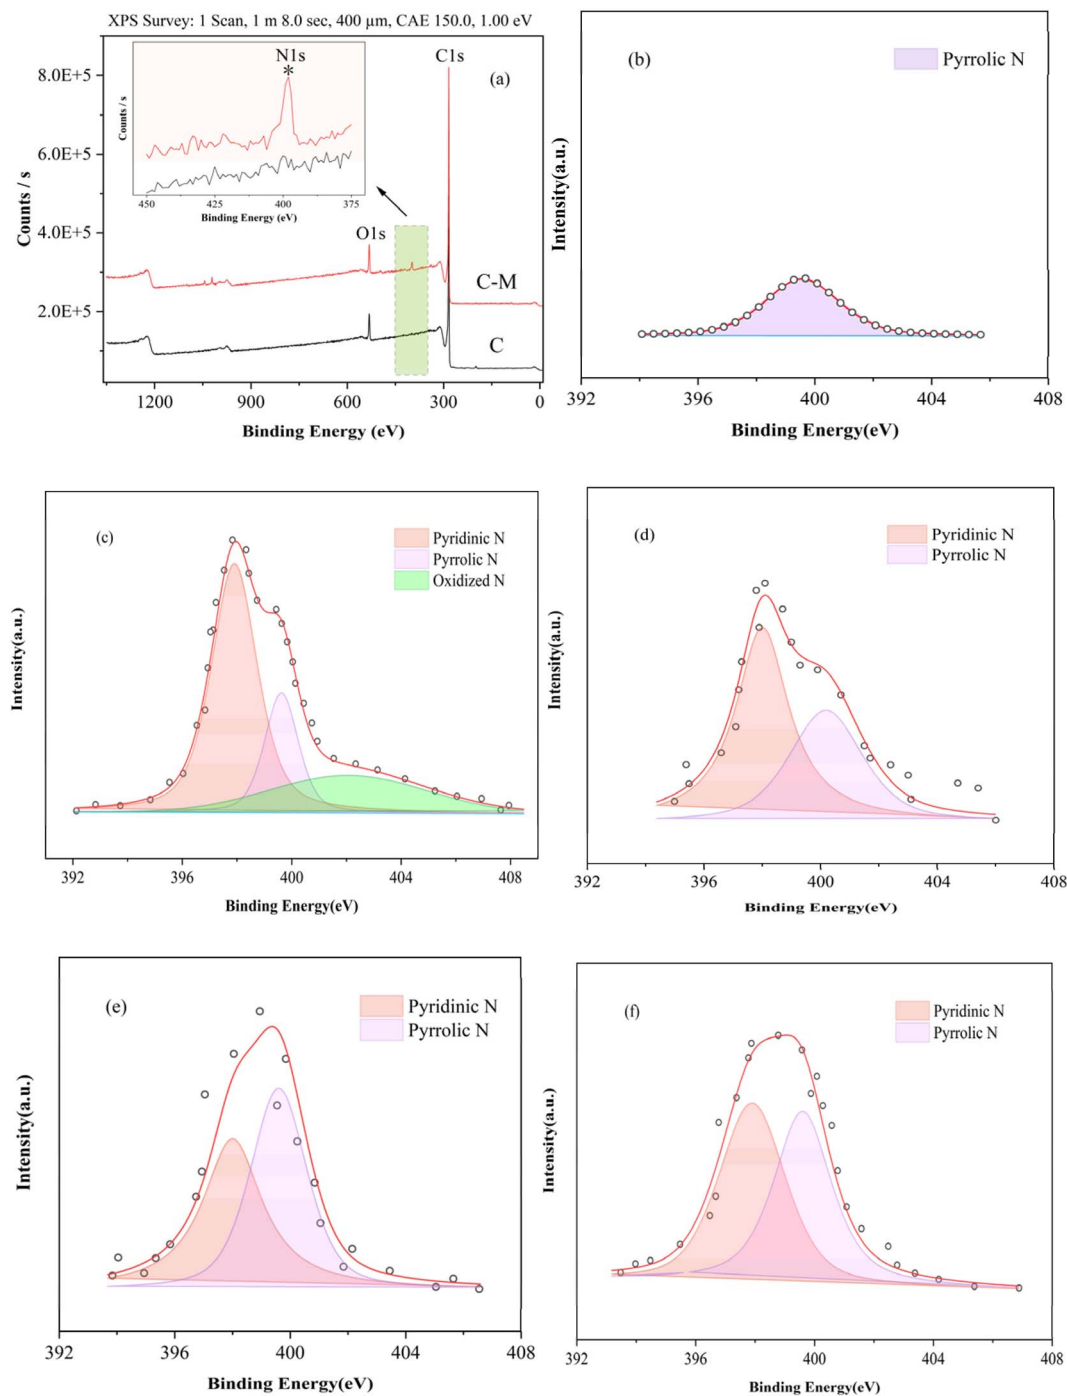 XPS Survey: 1 Scan, 1 m 8.0 sec, 400 μm, CAE 150.0, 1.00 eV
(a)
N1s
*
C1s
O1s
C-M
C
Counts / s
8.0E+5
6.0E+5
4.0E+5
2.0E+5
1200 900 600 300 0
Binding Energy (eV)
Counts / s
450 425 400 375
Binding Energy (eV)
(b)
Pyrrolic N
Intensity(a.u.)
392 396 400 404 408
Binding Energy(eV)
(c)
Pyridinic N
Pyrrolic N
Oxidized N
Intensity(a.u.)
392 396 400 404 408
Binding Energy(eV)
(d)
Pyridinic N
Pyrrolic N
Intensity(a.u.)
392 396 400 404 408
Binding Energy(eV)
(e)
Pyridinic N
Pyrrolic N
Intensity(a.u.)
392 396 400 404 408
Binding Energy(eV)
(f)
Pyridinic N
Pyrrolic N
Intensity(a.u.)
392 396 400 404 408
Binding Energy(eV)